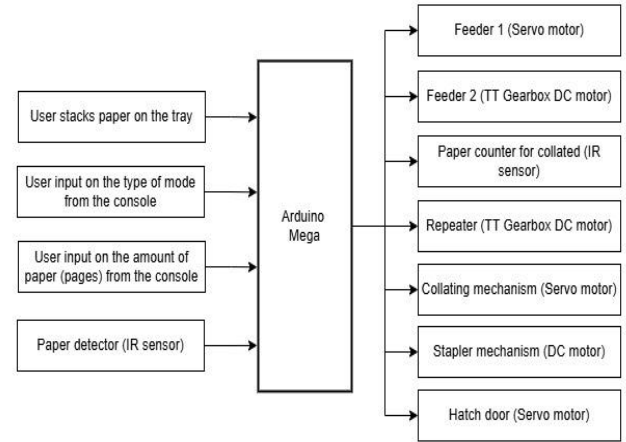 User stacks paper on the tray
User input on the type of mode
from the console
User input on the amount of
paper (pages) from the console
Paper detector (IR sensor)
Arduino
Mega
Feeder 1 (Servo motor)
Feeder 2 (TT Gearbox DC motor)
Paper counter for collated (IR
sensor)
Repeater (TT Gearbox DC motor)
Collating mechanism (Servo motor)
Stapler mechanism (DC motor)
Hatch door (Servo motor)